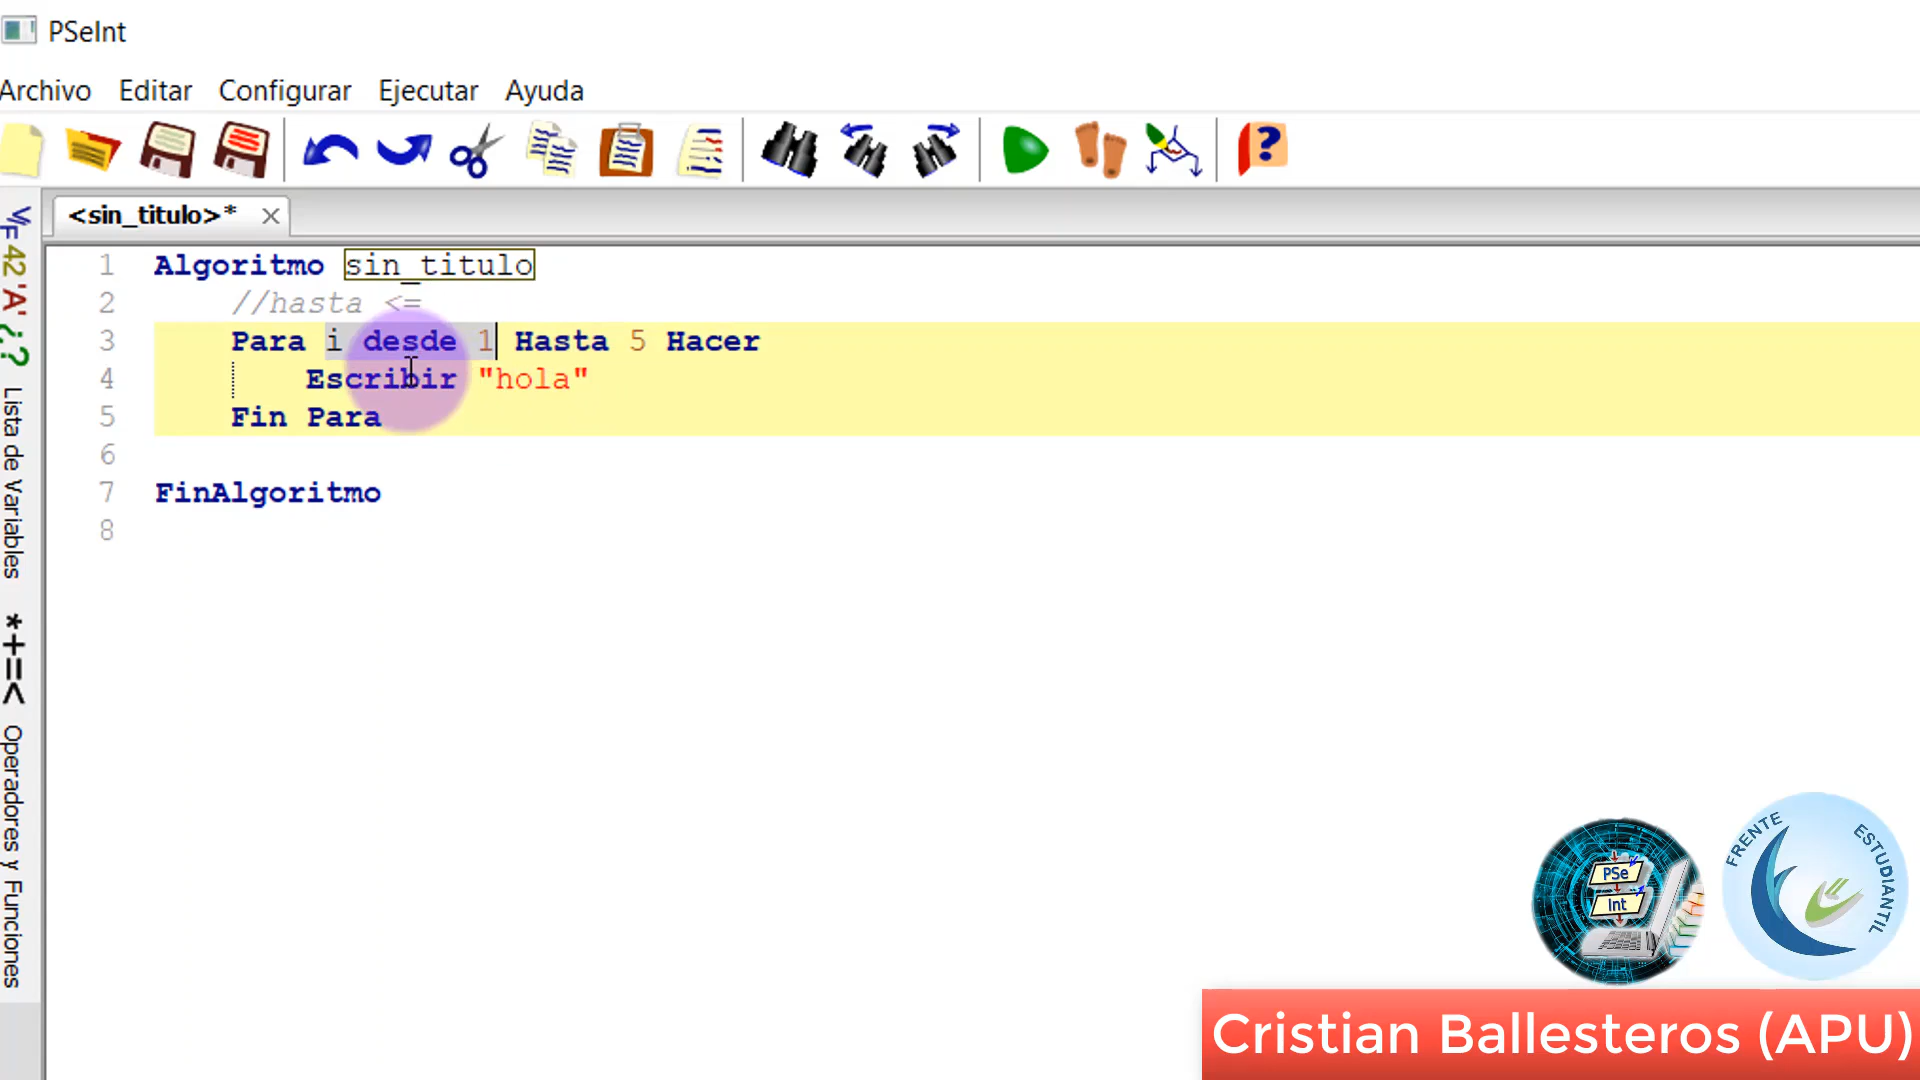 PSeInt
Archivo Editar Configurar Ejecutar Ayuda
<sin_titulo>*
1 Algoritmo sin_titulo
2 //hasta <=
3 Para i desde 1 Hasta 5 Hacer
4 Escribir "hola"
5 Fin Para
6
7 FinAlgoritmo
8
42 'A' ¿?
Lista de Variables
*+=<
Operadores y Funciones
PSe
Int
FRENTE ESTUDIANTIL
Cristian Ballesteros (APU)